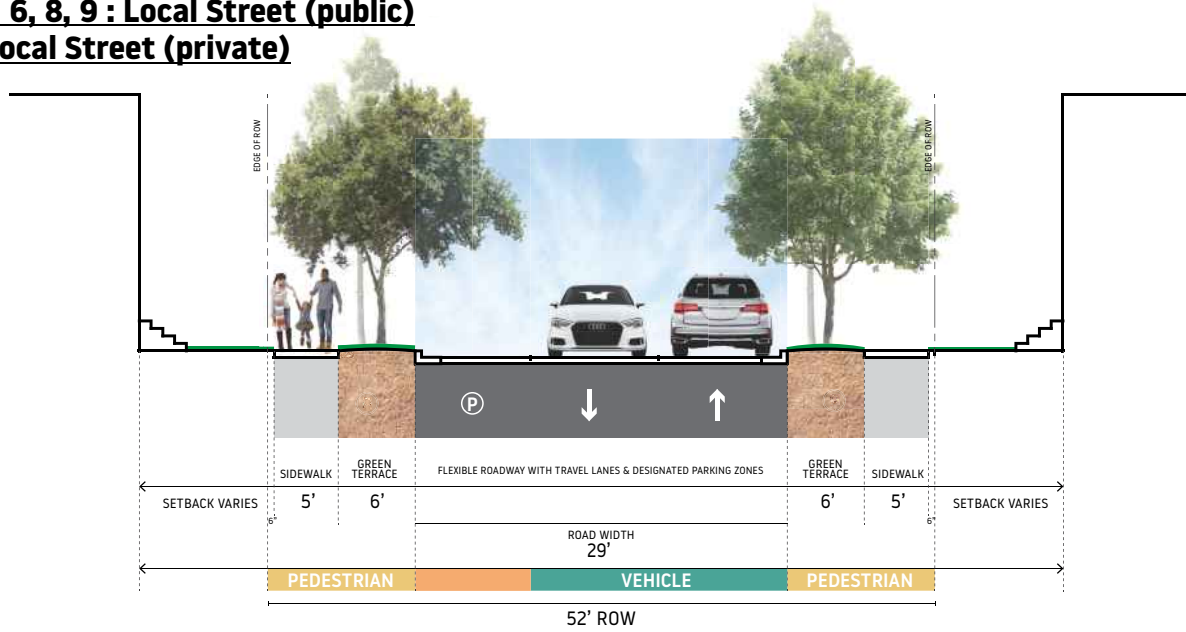 6, 8, 9 : Local Street (public)
ocal Street (private)
EDGE OF ROW
EDGE OF ROW
P
SIDEWALK
GREEN
TERRACE
FLEXIBLE ROADWAY WITH TRAVEL LANES & DESIGNATED PARKING ZONES
GREEN
TERRACE
SIDEWALK
SETBACK VARIES
5’
6’
6’
5’
SETBACK VARIES
6”
6”
ROAD WIDTH
29’
PEDESTRIAN
VEHICLE
PEDESTRIAN
52’ ROW